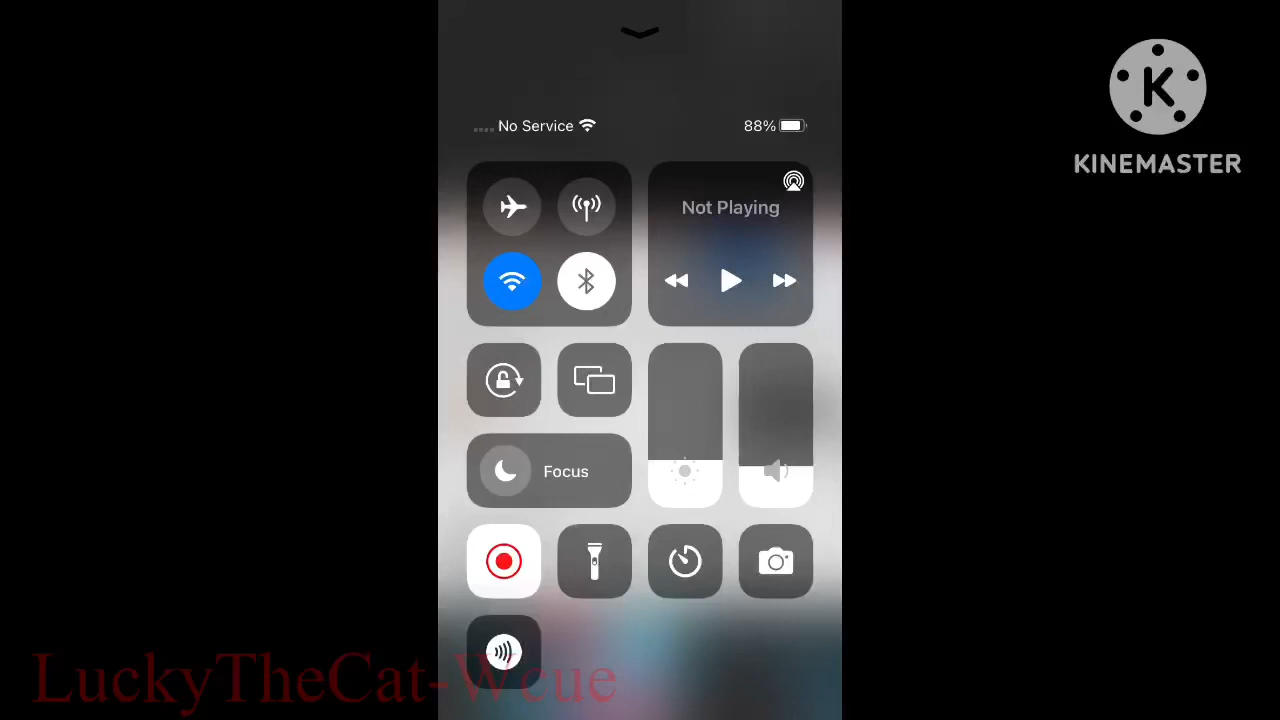 No Service
88%
KINEMASTER
Not Playing
Focus
LuckyTheCat-Wcue